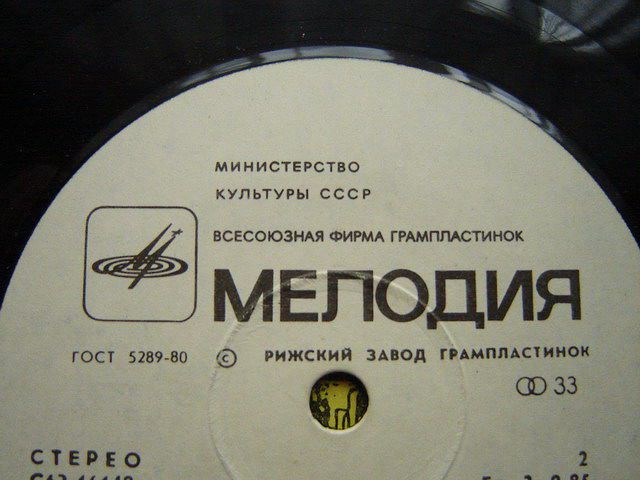 МИНИСТЕРСТВО
КУЛЬТУРЫ СССР
ВСЕСОЮЗНАЯ ФИРМА ГРАМПЛАСТИНОК
МЕЛОДИЯ
ГОСТ 5289-80 © РИЖСКИЙ ЗАВОД ГРАМПЛАСТИНОК
33
СТЕРЕО 2